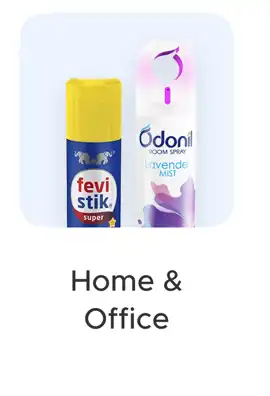 fevi
stik
super
Odonil
ROOM SPRAY
Lavender
MIST
Home &
Office